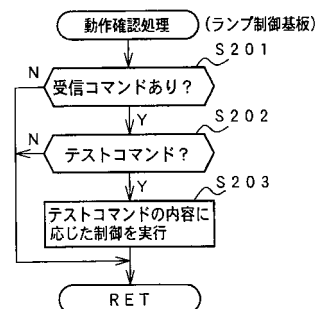 動作確認処理 (ランプ制御基板)
S201
受信コマンドあり?
N
Y
S202
テストコマンド?
N
Y
S203
テストコマンドの内容に
応じた制御を実行
RET